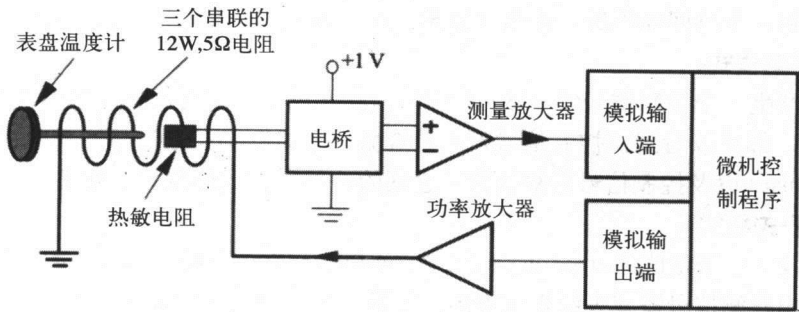 三个串联的
12W,5Ω电阻
表盘温度计
+1 V
测量放大器
模拟输
入端
电桥
+
−
微机控
制程序
热敏电阻
功率放大器
模拟输
出端